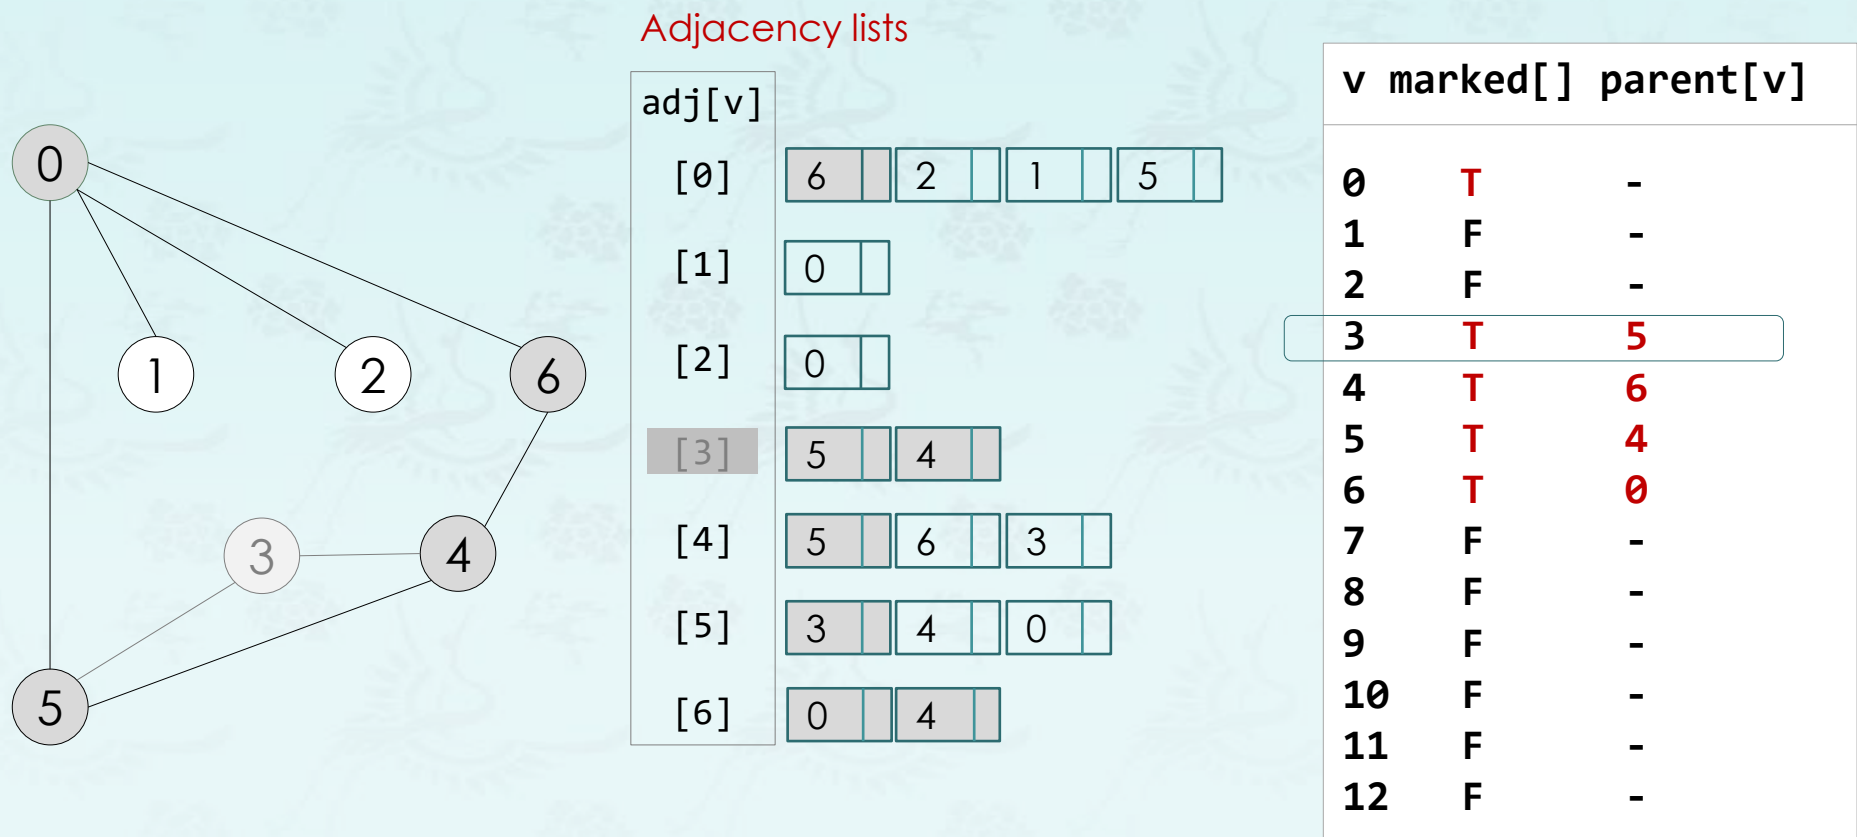 Adjacency lists
adj[v]
[0] 6 2 1 5
[1] 0
[2] 0
[3] 5 4
[4] 5 6 3
[5] 3 4 0
[6] 0 4
0
1
2
6
3
4
5
v marked[] parent[v]
0 T -
1 F -
2 F -
3 T 5
4 T 6
5 T 4
6 T 0
7 F -
8 F -
9 F -
10 F -
11 F -
12 F -